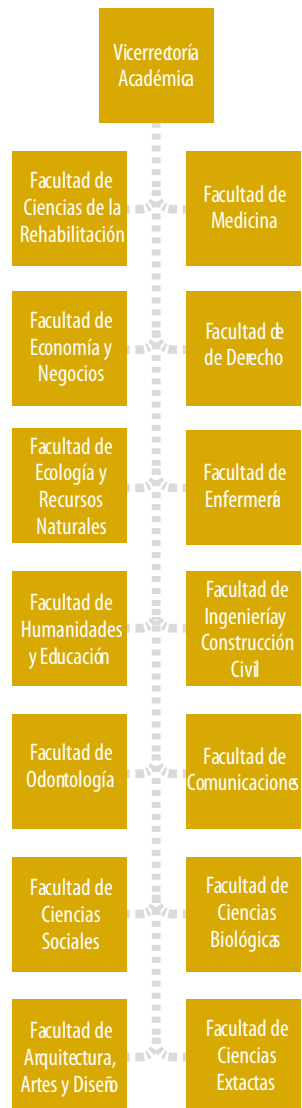 Vicerrectoría
Académica
Facultad de
Ciencias de la
Rehabilitación
Facultad de
Medicina
Facultad de
Economía y
Negocios
Facultad de
de Derecho
Facultad de
Ecología y
Recursos
Naturales
Facultad de
Enfermería
Facultad de
Humanidades
y Educación
Facultad de
Ingeniería y
Construcción
Civil
Facultad de
Odontología
Facultad de
Comunicaciones
Facultad de
Ciencias
Sociales
Facultad de
Ciencias
Biológicas
Facultad de
Arquitectura,
Artes y Diseño
Facultad de
Ciencias
Extactas